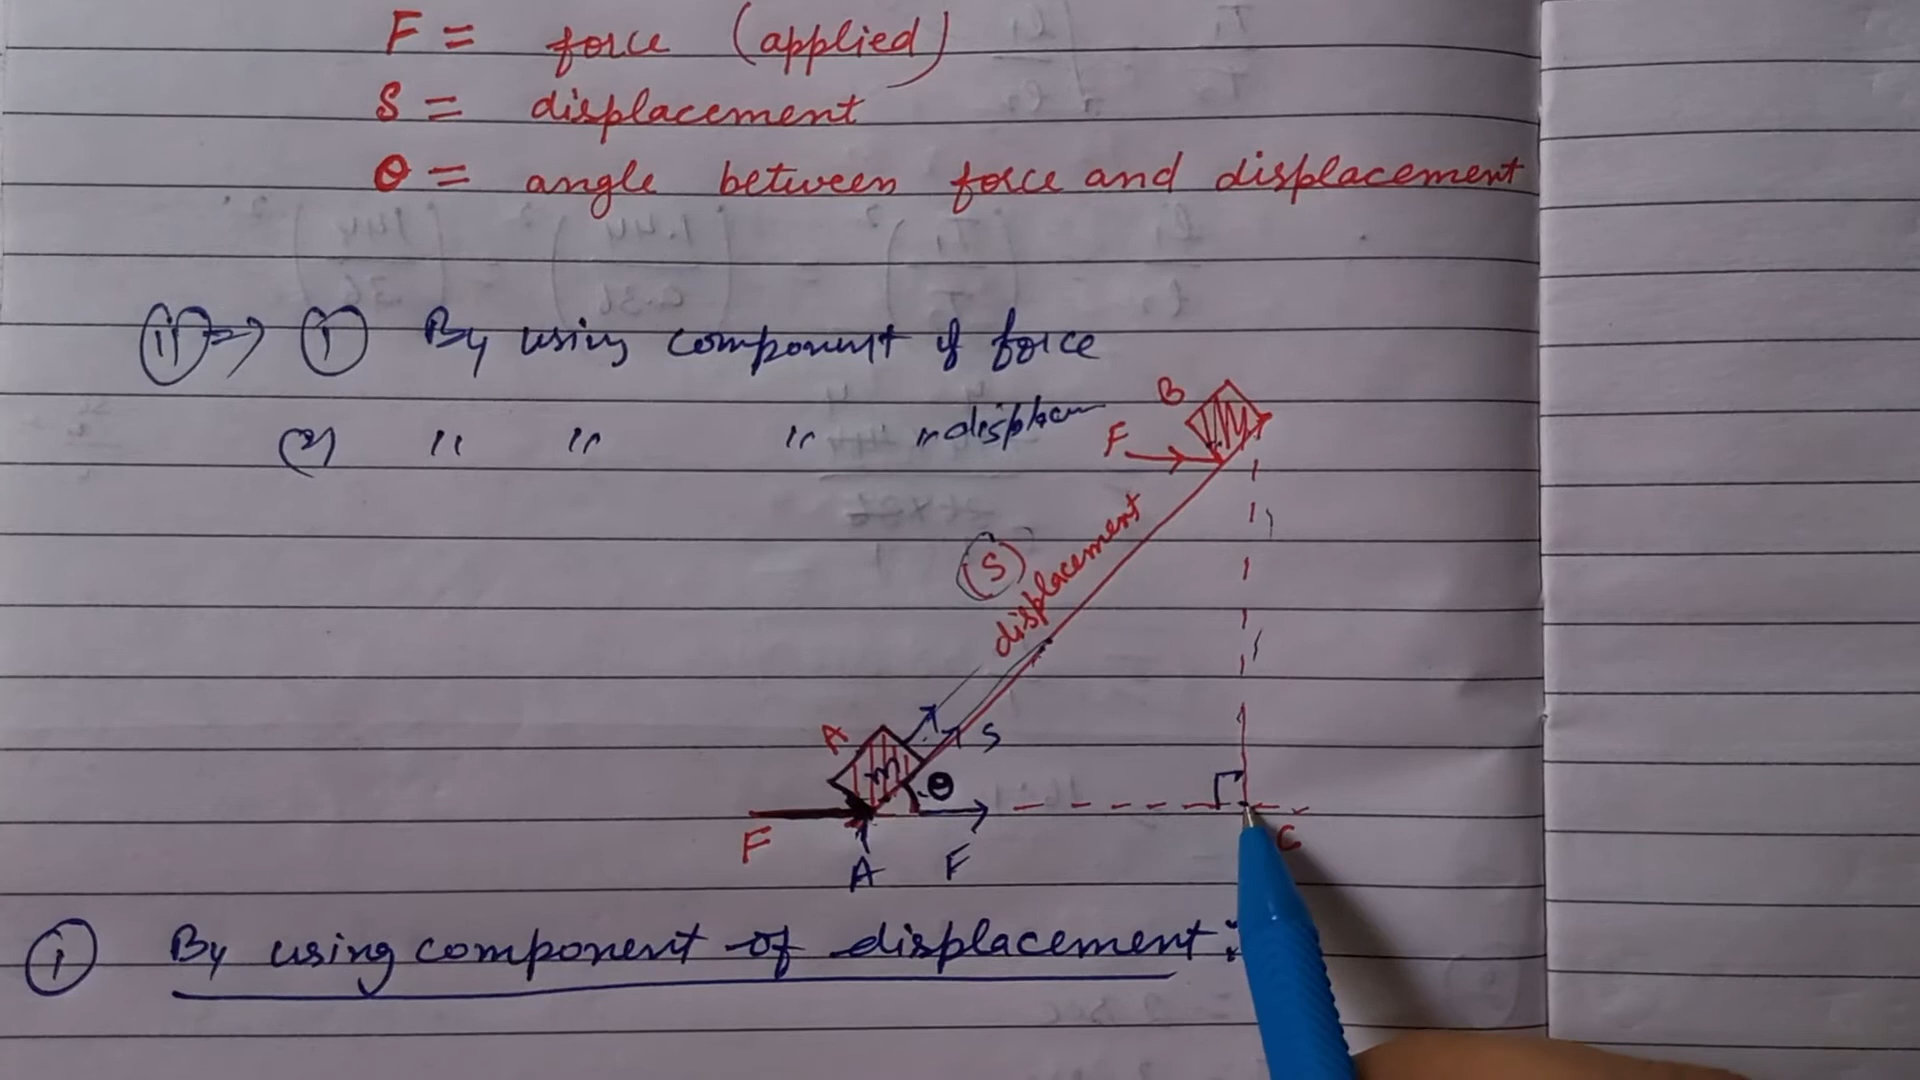 F = force (applied)
S = displacement
θ = angle between force and displacement
(ii) => (1) By using component of force
(2) " " " " displacem
B
m
F
(S)
displacement
A
m
S
θ
F
A
F
C
(1) By using component of displacement :